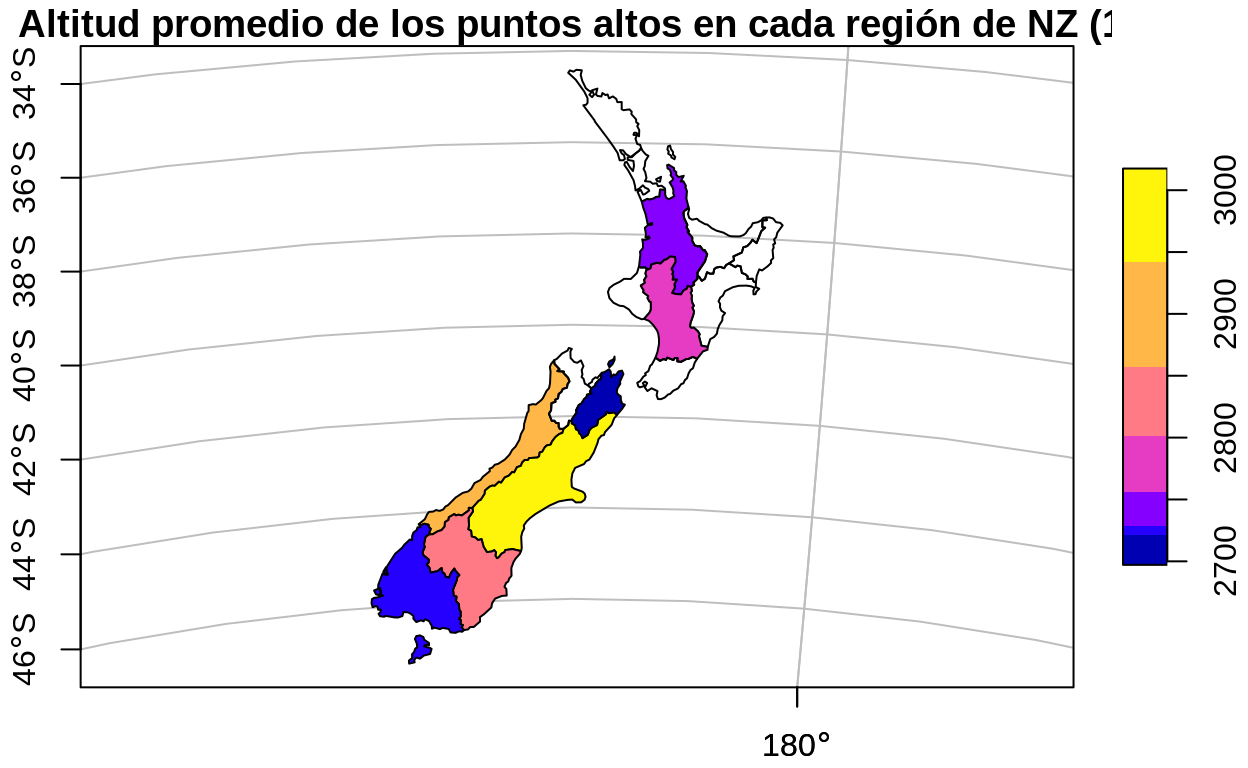 Altitud promedio de los puntos altos en cada región de NZ (1
34°S
36°S
38°S
40°S
42°S
44°S
46°S
180°
3000
2900
2800
2700